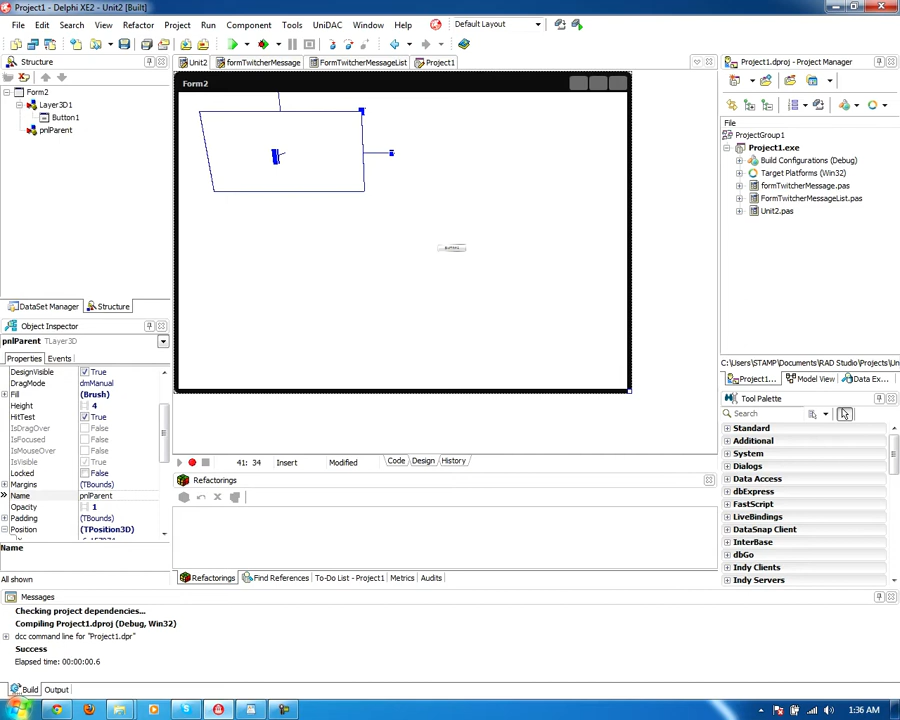 Project1 - Delphi XE2 - Unit2 [Built]
File Edit Search View Refactor Project Run Component Tools UniDAC Window Help Default Layout
Structure
Form2
Layer3D1
Button1
pnlParent
DataSet Manager Structure
Object Inspector
pnlParent TLayer3D
Properties Events
DesignVisible True
DragMode dmManual
Fill (Brush)
Height 4
HitTest True
IsDragOver False
IsFocused False
IsMouseOver False
IsVisible True
Locked False
Margins (TBounds)
Name pnlParent
Opacity 1
Padding (TBounds)
Position (TPosition3D)
Name
All shown
Unit2 formTwitcherMessage FormTwitcherMessageList Project1
Form2
41: 34 Insert Modified Code Design History
Refactorings
Refactorings Find References To-Do List - Project1 Metrics Audits
Project1.dproj - Project Manager
File
ProjectGroup1
Project1.exe
Build Configurations (Debug)
Target Platforms (Win32)
formTwitcherMessage.pas
FormTwitcherMessageList.pas
Unit2.pas
C:\Users\STAMP\Documents\RAD Studio\Projects\Un
Project1... Model View Data Ex...
Tool Palette
Search
Standard
Additional
System
Dialogs
Data Access
dbExpress
FastScript
LiveBindings
DataSnap Client
InterBase
dbGo
Indy Clients
Indy Servers
Messages
Checking project dependencies...
Compiling Project1.dproj (Debug, Win32)
dcc command line for "Project1.dpr"
Success
Elapsed time: 00:00:00.6
Build Output
1:36 AM